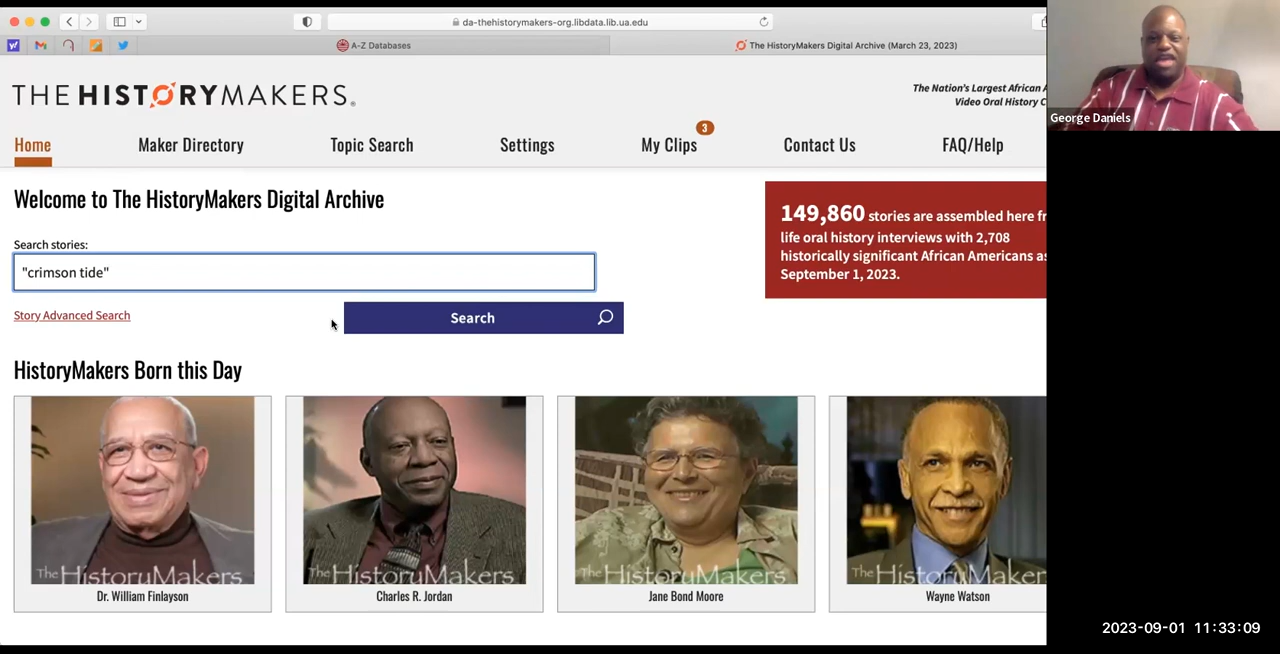 da-thehistorymakers-org.libdata.lib.ua.edu
A-Z Databases
The HistoryMakers Digital Archive (March 23, 2023)
THE HISTORYMAKERS.
The Nation's Largest African A
Video Oral History C
Home Maker Directory Topic Search Settings My Clips 3 Contact Us FAQ/Help
Welcome to The HistoryMakers Digital Archive
Search stories:
"crimson tide"
Story Advanced Search
Search
149,860 stories are assembled here fr
life oral history interviews with 2,708
historically significant African Americans as
September 1, 2023.
HistoryMakers Born this Day
The HistoryMakers
Dr. William Finlayson
The HistoryMakers
Charles R. Jordan
The HistoryMakers
Jane Bond Moore
The HistoryMakers
Wayne Watson
George Daniels
2023-09-01 11:33:09